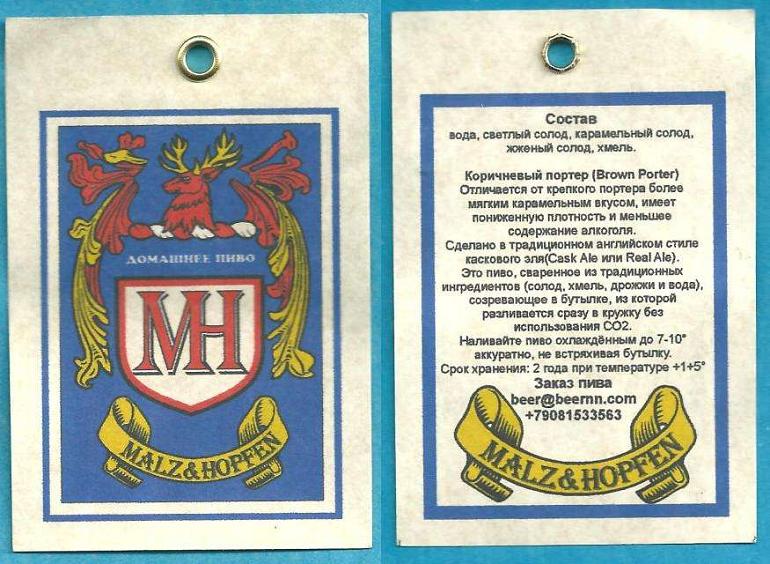 ДОМАШНЕЕ ПИВО
MH
MALZ&HOPFEN
Состав
вода, светлый солод, карамельный солод,
жженый солод, хмель.
Коричневый портер (Brown Porter)
Отличается от крепкого портера более
мягким карамельным вкусом, имеет
пониженную плотность и меньшее
содержание алкоголя.
Сделано в традиционном английском стиле
каскового эля(Cask Ale или Real Ale).
Это пиво, сваренное из традиционных
ингредиентов (солод, хмель, дрожжи и вода),
созревающее в бутылке, из которой
разливается сразу в кружку без
использования CO2.
Наливайте пиво охлаждённым до 7-10°
аккуратно, не встряхивая бутылку.
Срок хранения: 2 года при температуре +1+5°
Заказ пива
beer@beernn.com
+79081533563
MALZ&HOPFEN